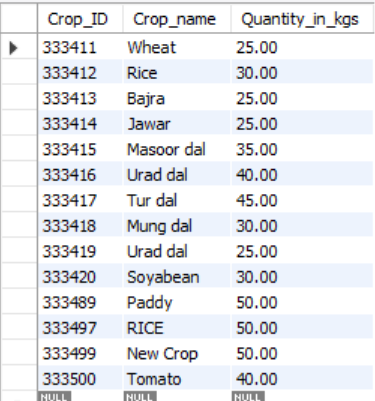 Crop_ID Crop_name Quantity_in_kgs
333411 Wheat 25.00
333412 Rice 30.00
333413 Bajra 25.00
333414 Jawar 25.00
333415 Masoor dal 35.00
333416 Urad dal 40.00
333417 Tur dal 45.00
333418 Mung dal 30.00
333419 Urad dal 25.00
333420 Soyabean 30.00
333489 Paddy 50.00
333497 RICE 50.00
333499 New Crop 50.00
333500 Tomato 40.00
NULL NULL NULL